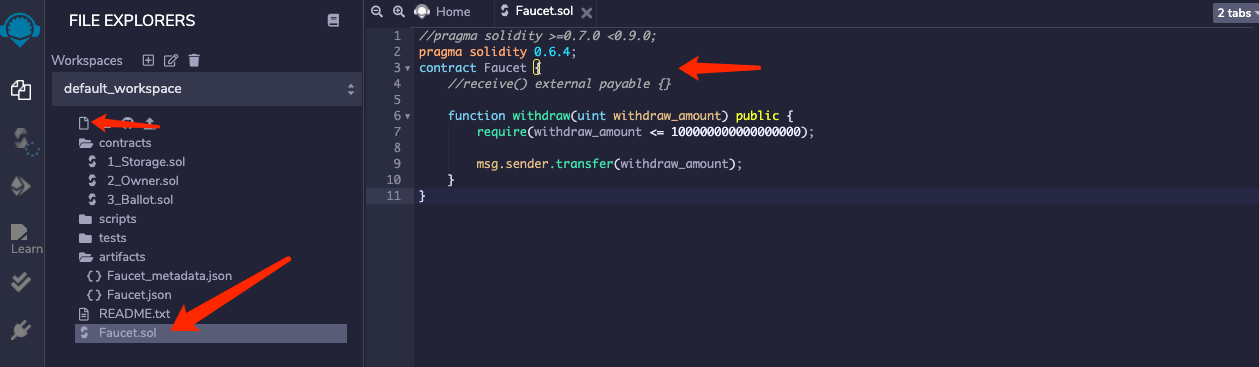 FILE EXPLORERS
Workspaces
default_workspace
contracts
1_Storage.sol
2_Owner.sol
3_Ballot.sol
scripts
tests
artifacts
{} Faucet_metadata.json
{} Faucet.json
README.txt
Faucet.sol
Learn
Home
Faucet.sol
2 tabs
1 //pragma solidity >=0.7.0 <0.9.0;
2 pragma solidity 0.6.4;
3 contract Faucet {
4 //receive() external payable {}
5
6 function withdraw(uint withdraw_amount) public {
7 require(withdraw_amount <= 100000000000000000);
8
9 msg.sender.transfer(withdraw_amount);
10 }
11 }